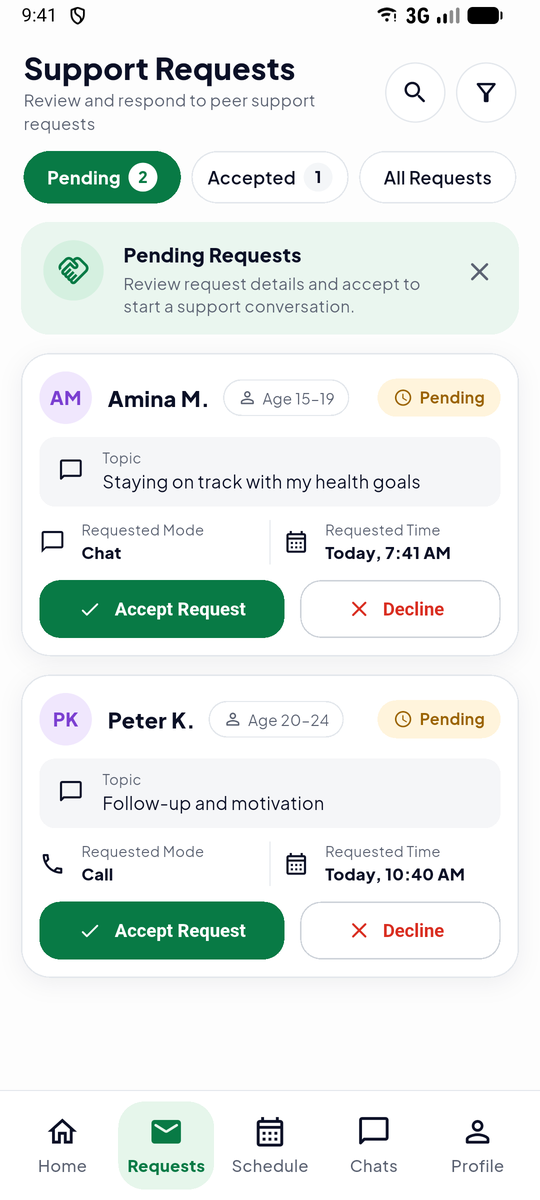 9:41
3G
Support Requests
Review and respond to peer support
requests
Pending 2
Accepted 1
All Requests
Pending Requests
Review request details and accept to
start a support conversation.
AM
Amina M.
Age 15–19
Pending
Topic
Staying on track with my health goals
Requested Mode
Chat
Requested Time
Today, 7:41 AM
Accept Request
Decline
PK
Peter K.
Age 20–24
Pending
Topic
Follow-up and motivation
Requested Mode
Call
Requested Time
Today, 10:40 AM
Accept Request
Decline
Home
Requests
Schedule
Chats
Profile